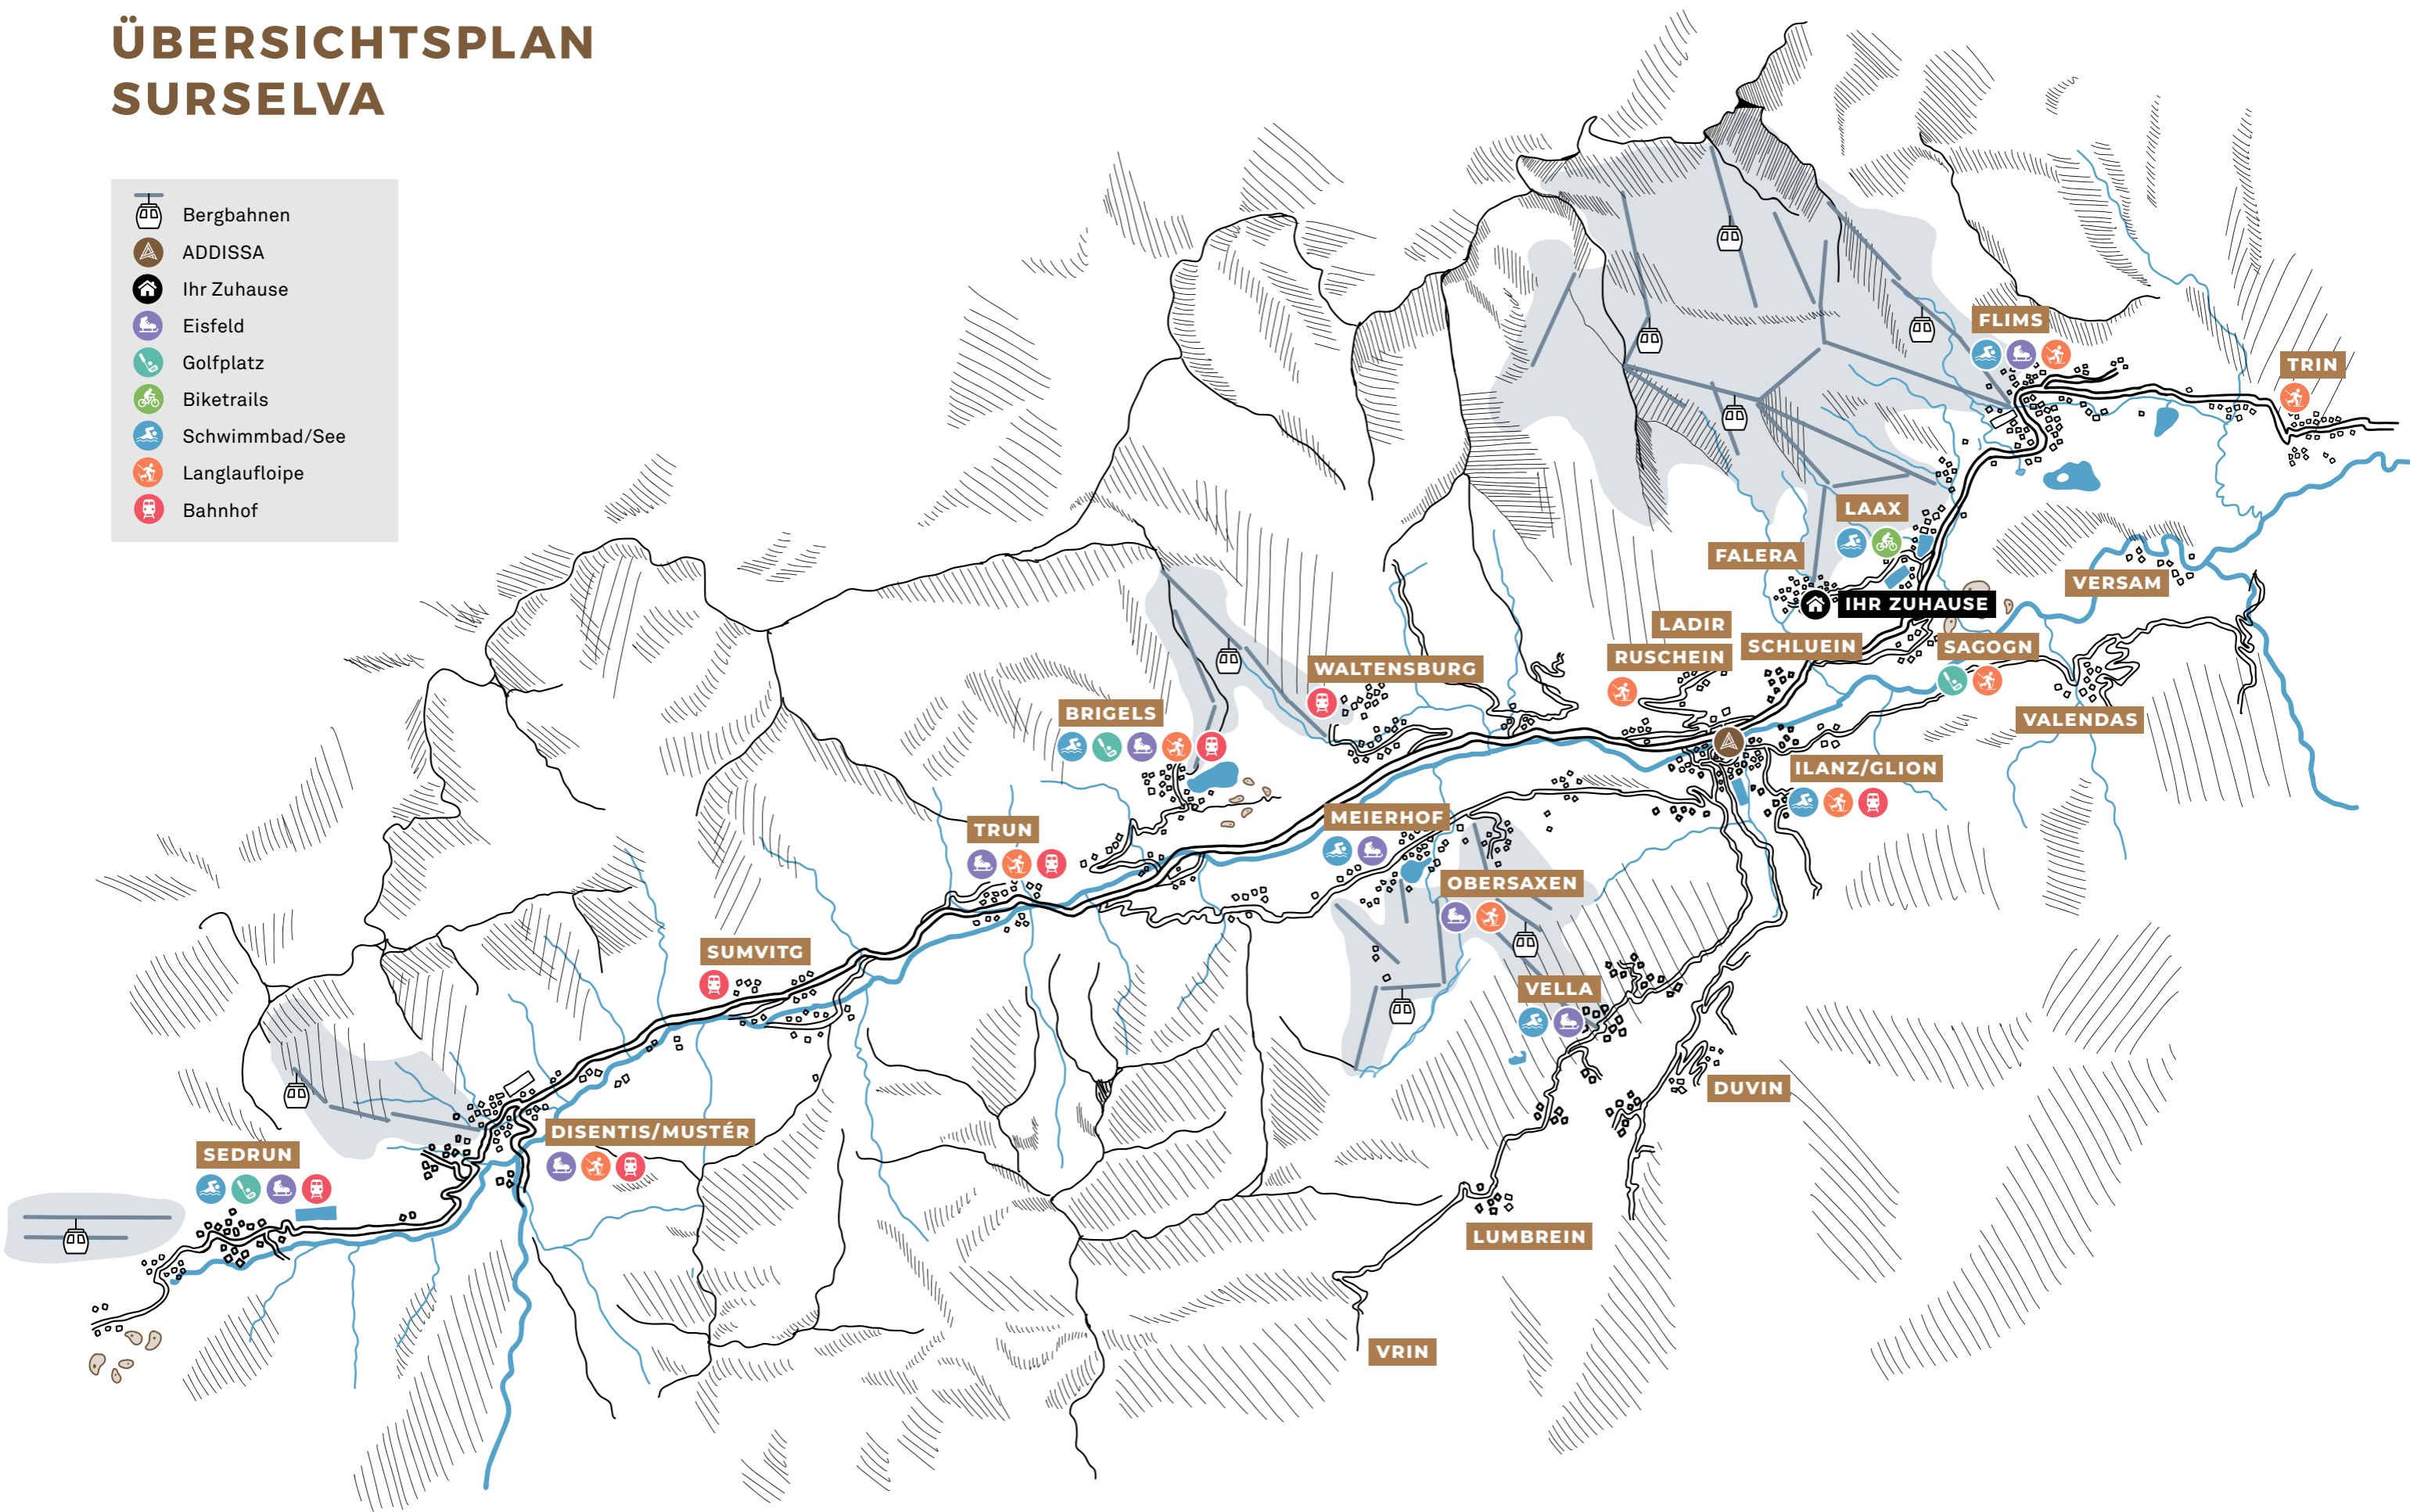 ÜBERSICHTSPLAN
SURSELVA
Bergbahnen
ADDISSA
Ihr Zuhause
Eisfeld
Golfplatz
Biketrails
Schwimmbad/See
Langlaufloipe
Bahnhof
FLIMS
TRIN
LAAX
FALERA
VERSAM
IHR ZUHAUSE
LADIR
SCHLUEIN
SAGOGN
RUSCHEIN
WALTENSBURG
BRIGELS
VALENDAS
ILANZ/GLION
MEIERHOF
TRUN
OBERSAXEN
SUMVITG
VELLA
DUVIN
DISENTIS/MUSTÉR
SEDRUN
LUMBREIN
VRIN